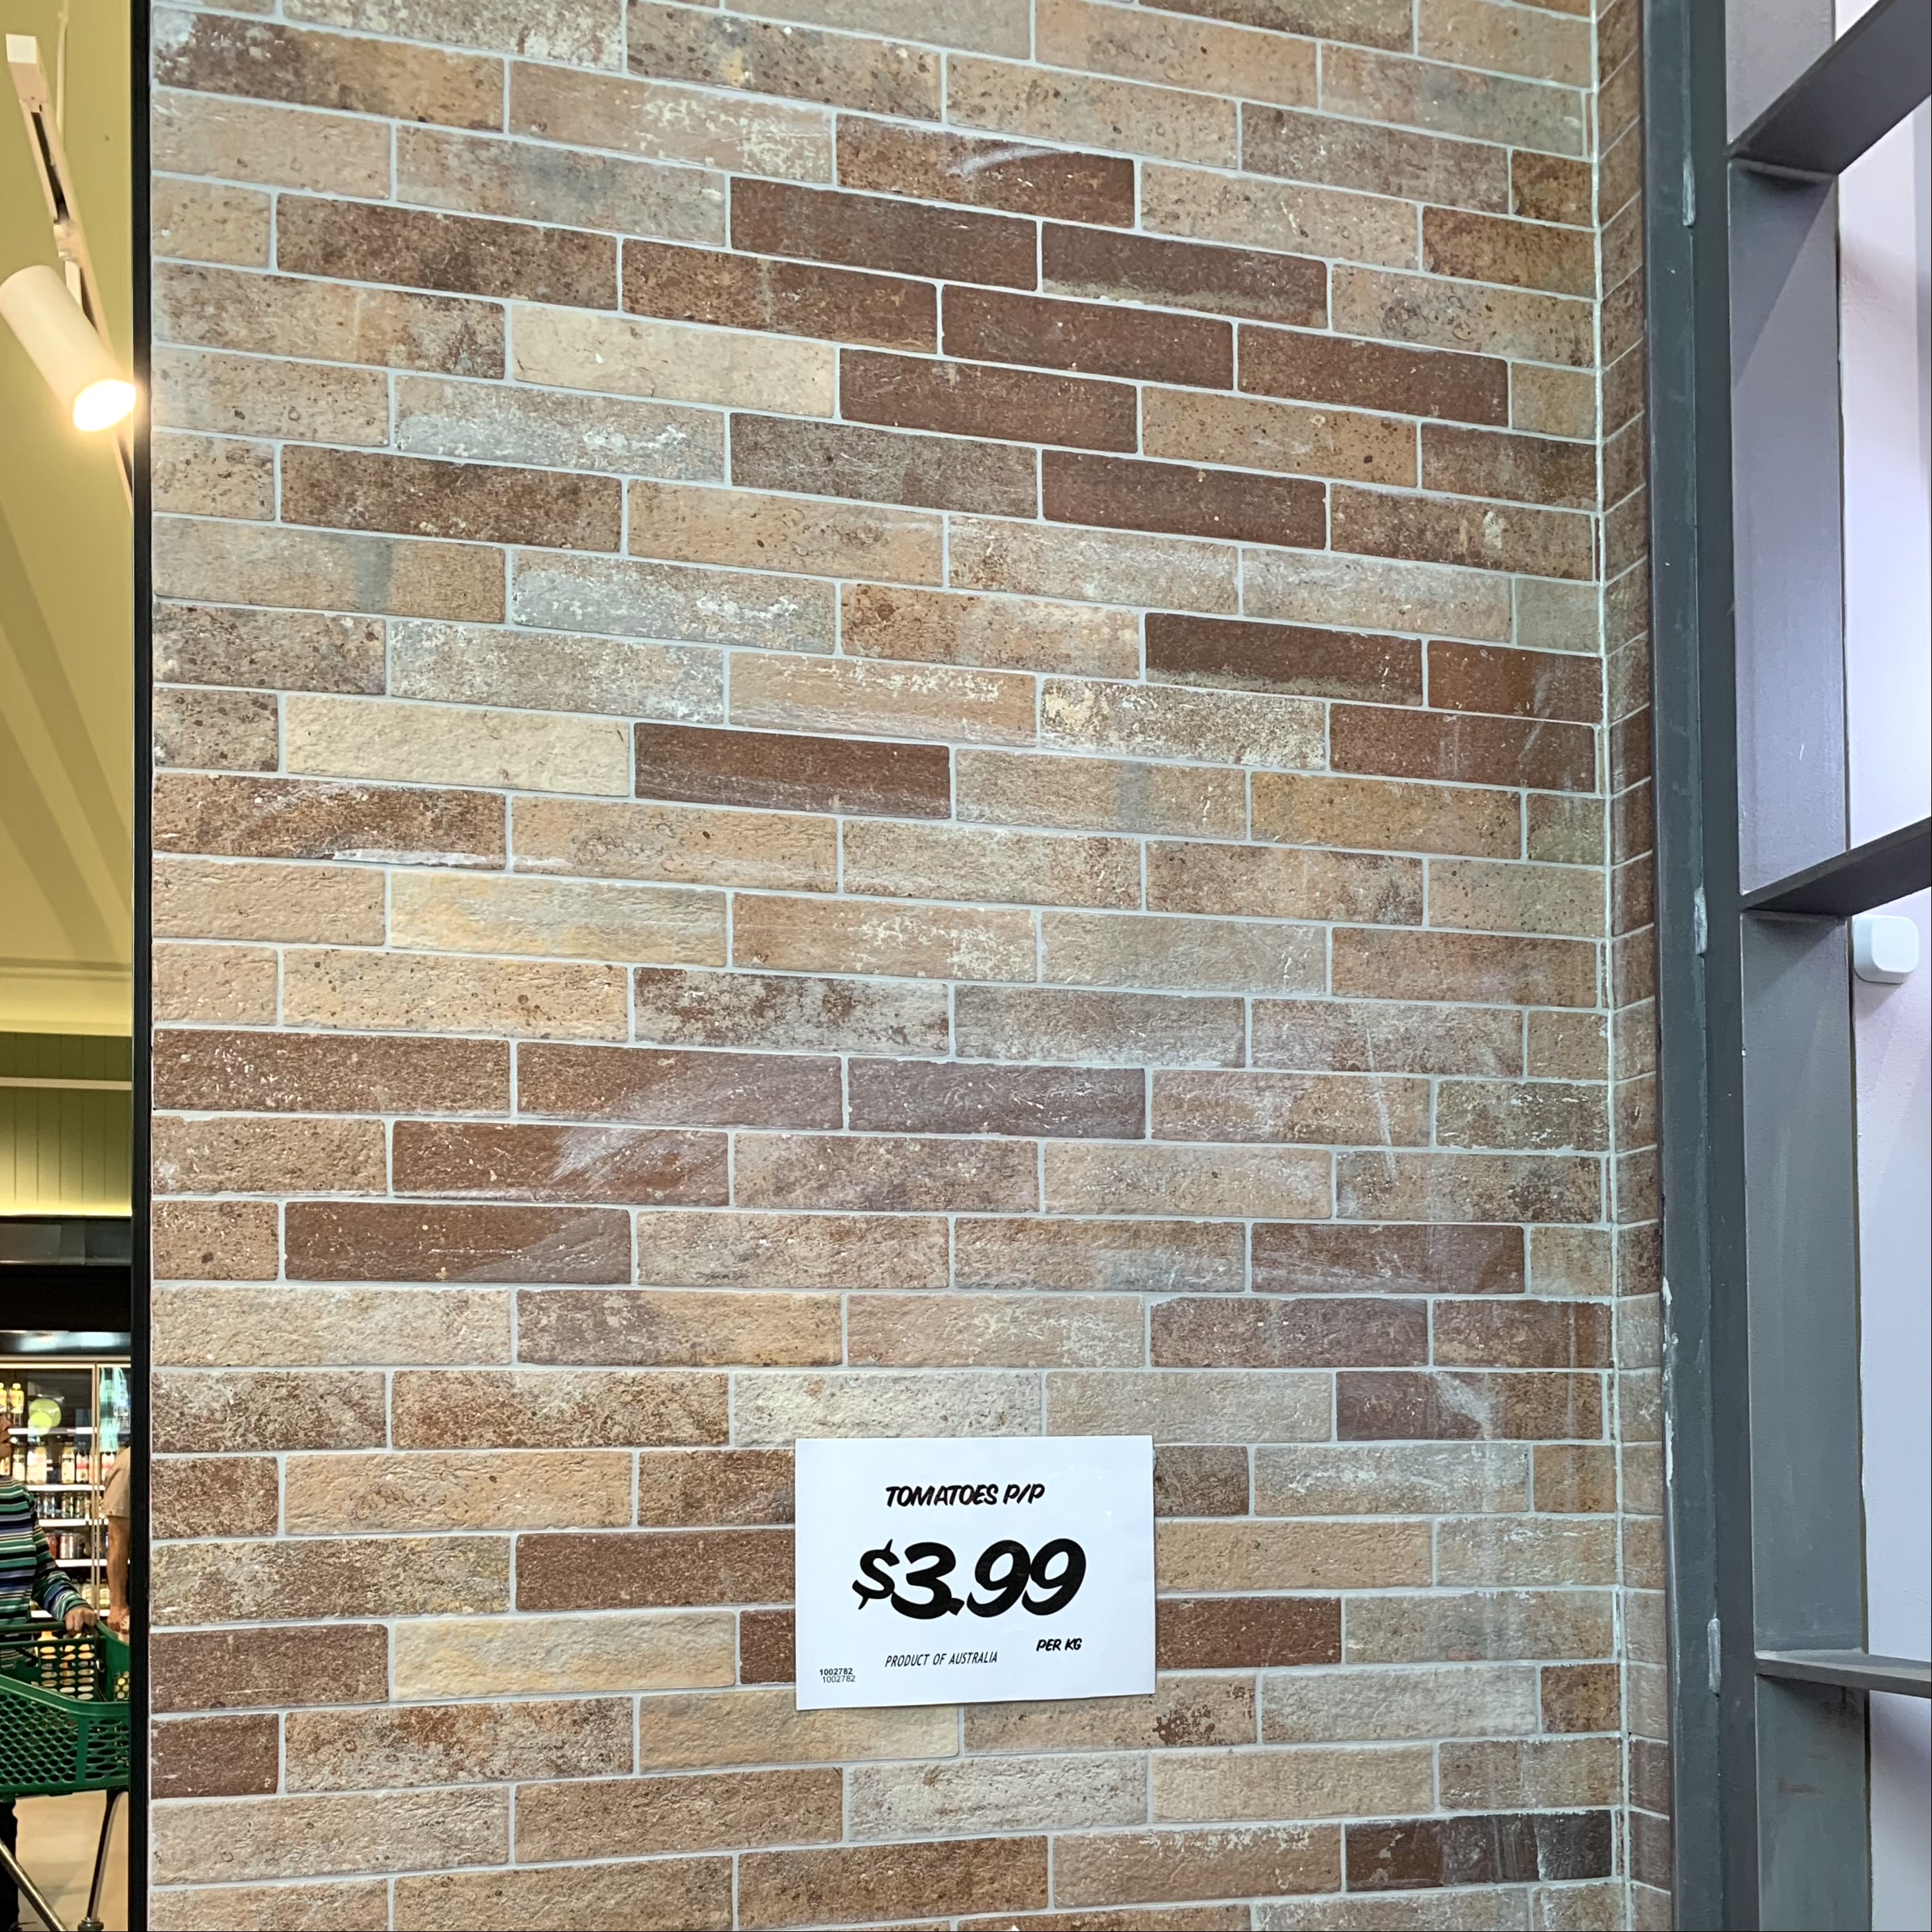 TOMATOES P/P
$3.99
PER KG
PRODUCT OF AUSTRALIA
1002782
1002782